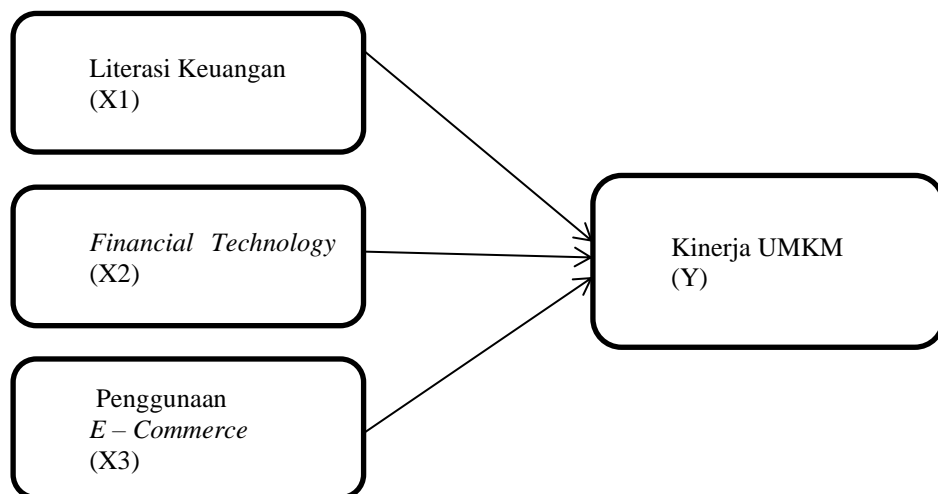 Literasi Keuangan
(X1)
Financial Technology
(X2)
Kinerja UMKM
(Y)
Penggunaan
E – Commerce
(X3)